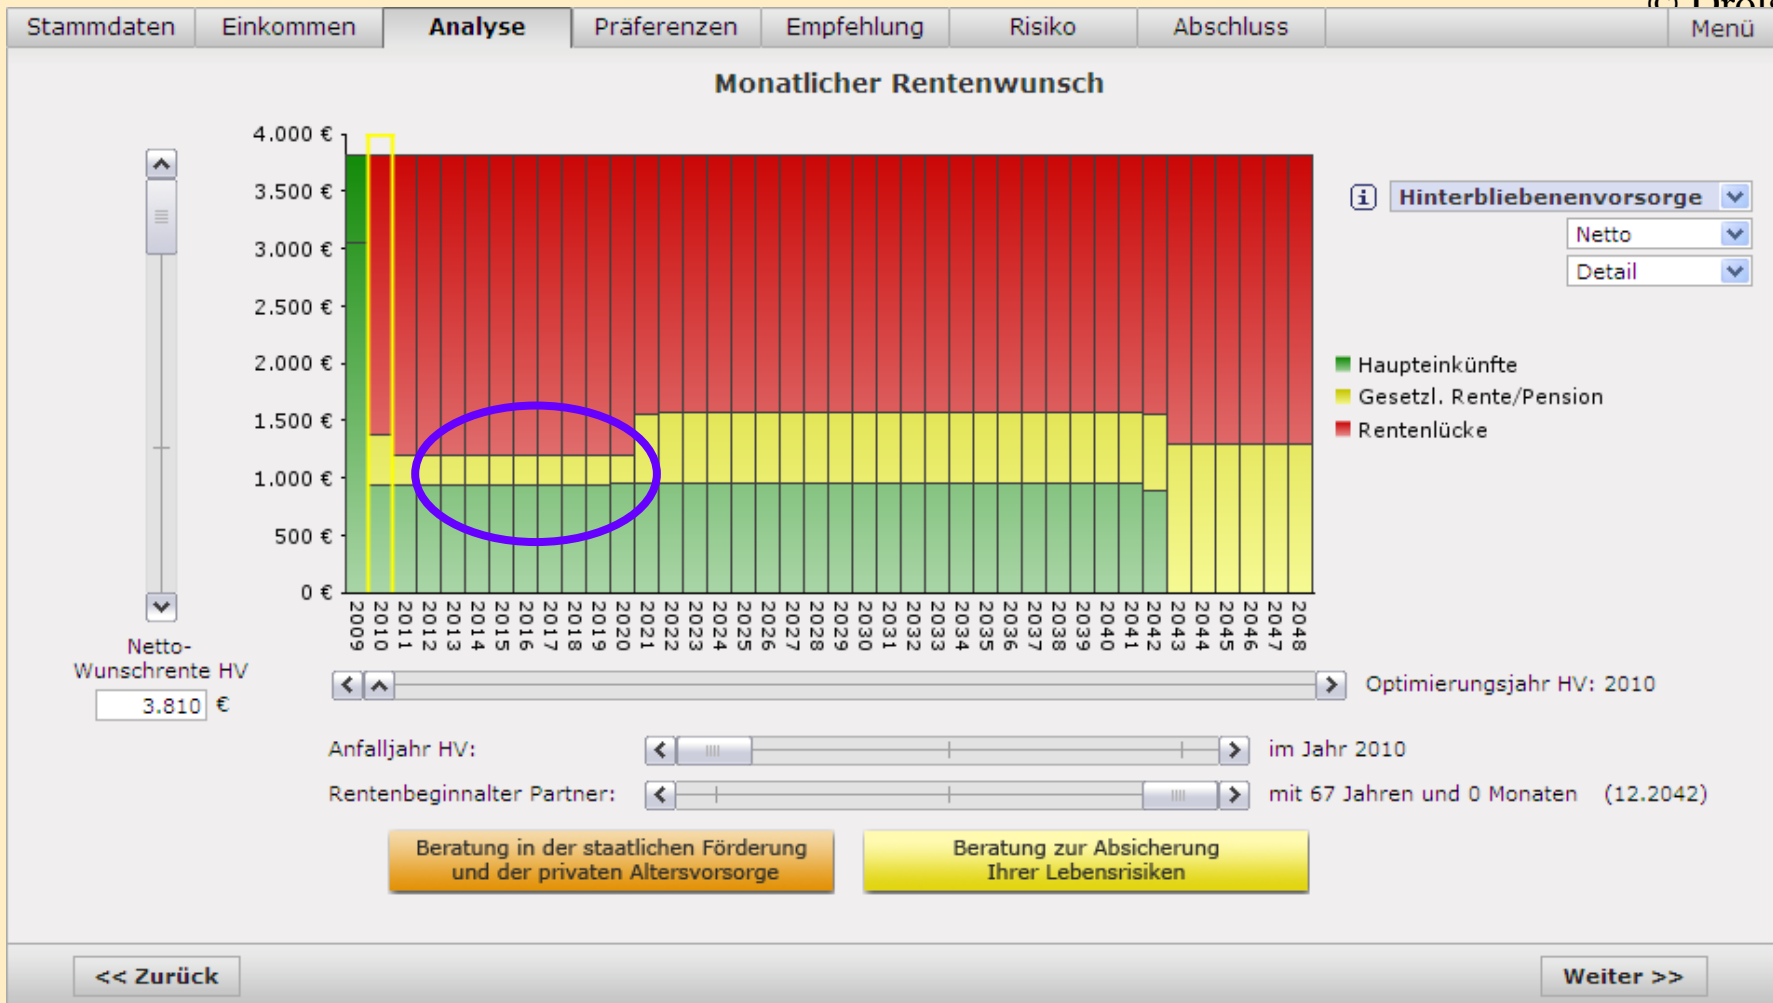 Stammdaten Einkommen Analyse Präferenzen Empfehlung Risiko Abschluss Menü
Monatlicher Rentenwunsch
4.000 €
3.500 €
3.000 €
2.500 €
2.000 €
1.500 €
1.000 €
500 €
0 €
2009 2010 2011 2012 2013 2014 2015 2016 2017 2018 2019 2020 2021 2022 2023 2024 2025 2026 2027 2028 2029 2030 2031 2032 2033 2034 2035 2036 2037 2038 2039 2040 2041 2042 2043 2044 2045 2046 2047 2048
Hinterbliebenenvorsorge
Netto
Detail
Haupteinkünfte
Gesetzl. Rente/Pension
Rentenlücke
Netto-
Wunschrente HV
3.810 €
Optimierungsjahr HV: 2010
Anfalljahr HV: im Jahr 2010
Rentenbeginnalter Partner: mit 67 Jahren und 0 Monaten (12.2042)
Beratung in der staatlichen Förderung
und der privaten Altersvorsorge
Beratung zur Absicherung
Ihrer Lebensrisiken
<< Zurück Weiter >>